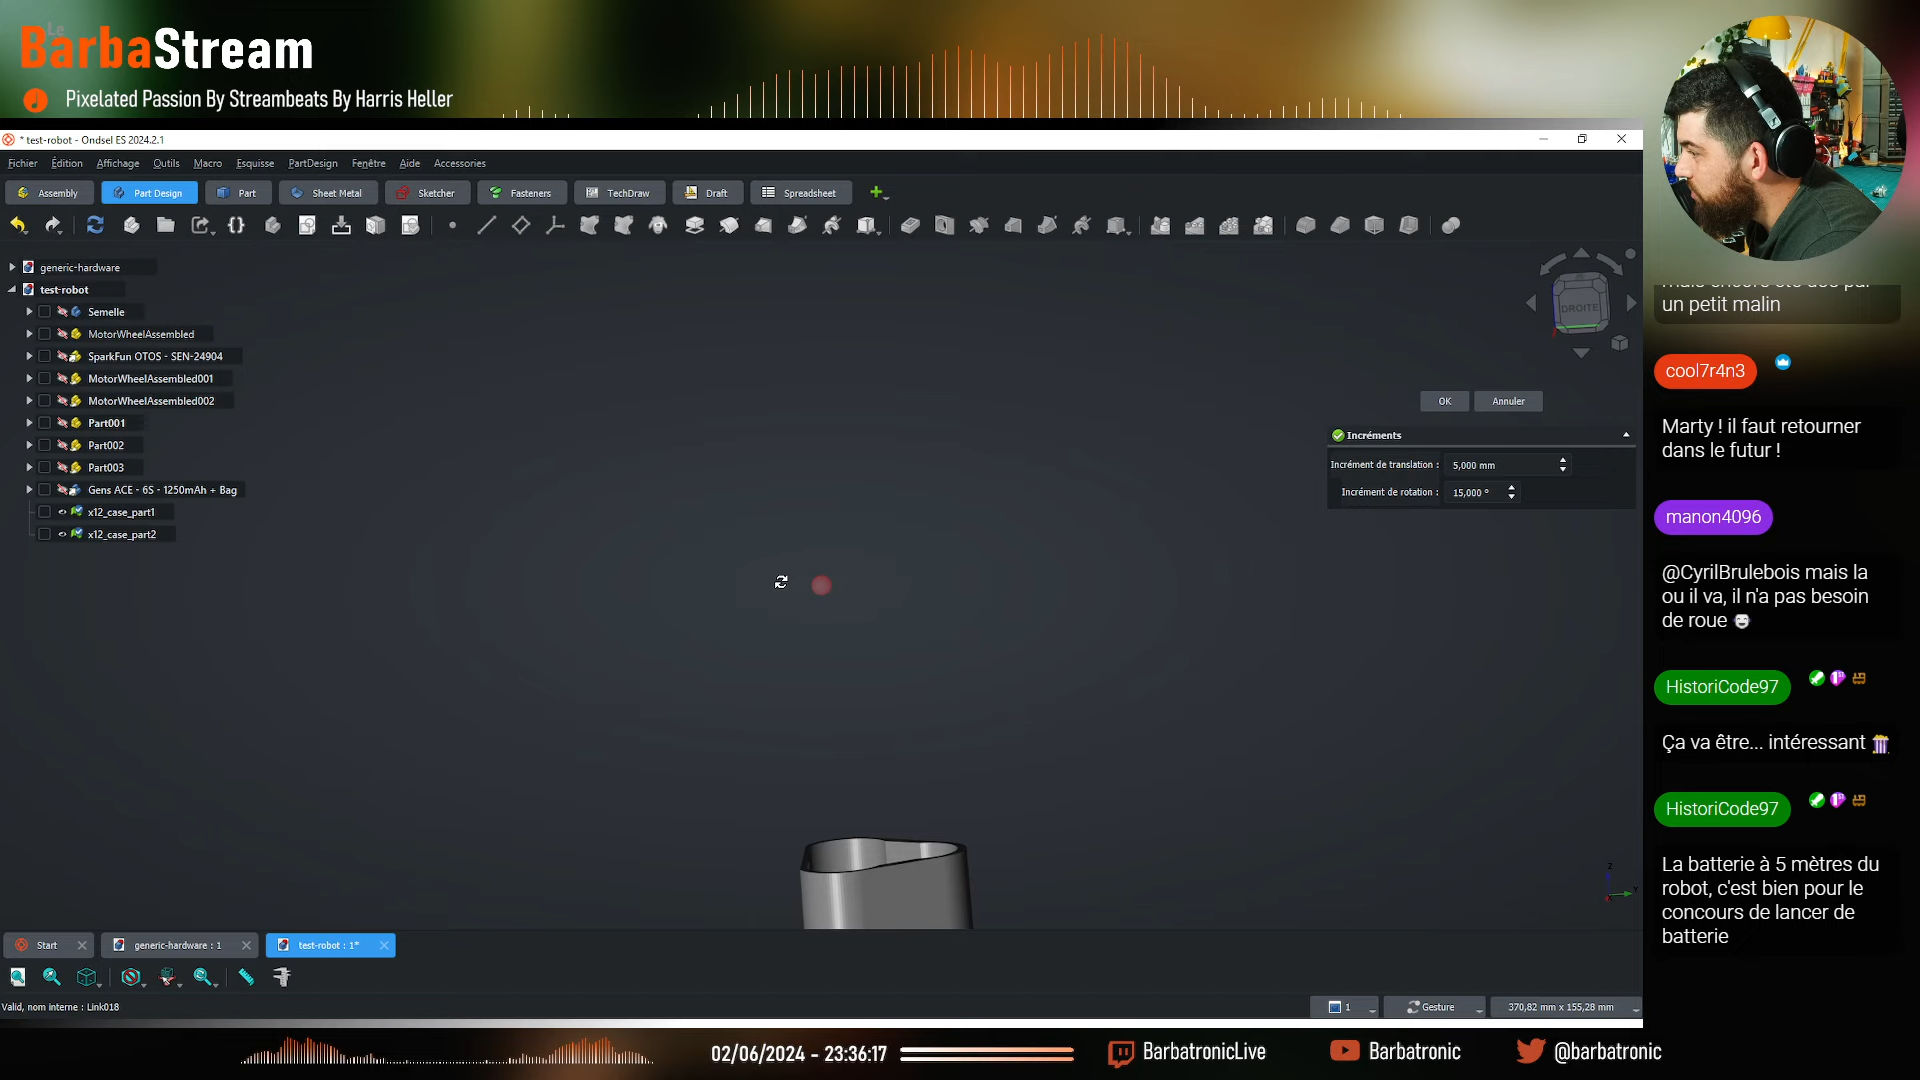 Le
BarbaStream
Pixelated Passion By Streambeats By Harris Heller
* test-robot - Ondsel ES 2024.2.1
Fichier Édition Affichage Outils Macro Esquisse PartDesign Fenêtre Aide Accessories
Assembly Part Design Part Sheet Metal Sketcher Fasteners TechDraw Draft Spreadsheet
generic-hardware
test-robot
Semelle
MotorWheelAssembled
SparkFun OTOS - SEN-24904
MotorWheelAssembled001
MotorWheelAssembled002
Part001
Part002
Part003
Gens ACE - 6S - 1250mAh + Bag
x12_case_part1
x12_case_part2
DROITE
OK Annuler
Incréments
Incrément de translation : 5,000 mm
Incrément de rotation : 15,000 °
Z
Y
Start generic-hardware : 1 test-robot : 1*
Valid, nom interne : Link018
1 Gesture 370,82 mm x 155,28 mm
un petit malin
cool7r4n3
Marty ! il faut retourner
dans le futur !
manon4096
@CyrilBrulebois mais la
ou il va, il n'a pas besoin
de roue
HistoriCode97
Ça va être... intéressant
HistoriCode97
La batterie à 5 mètres du
robot, c'est bien pour le
concours de lancer de
batterie
02/06/2024 - 23:36:17
BarbatronicLive
Barbatronic
@barbatronic